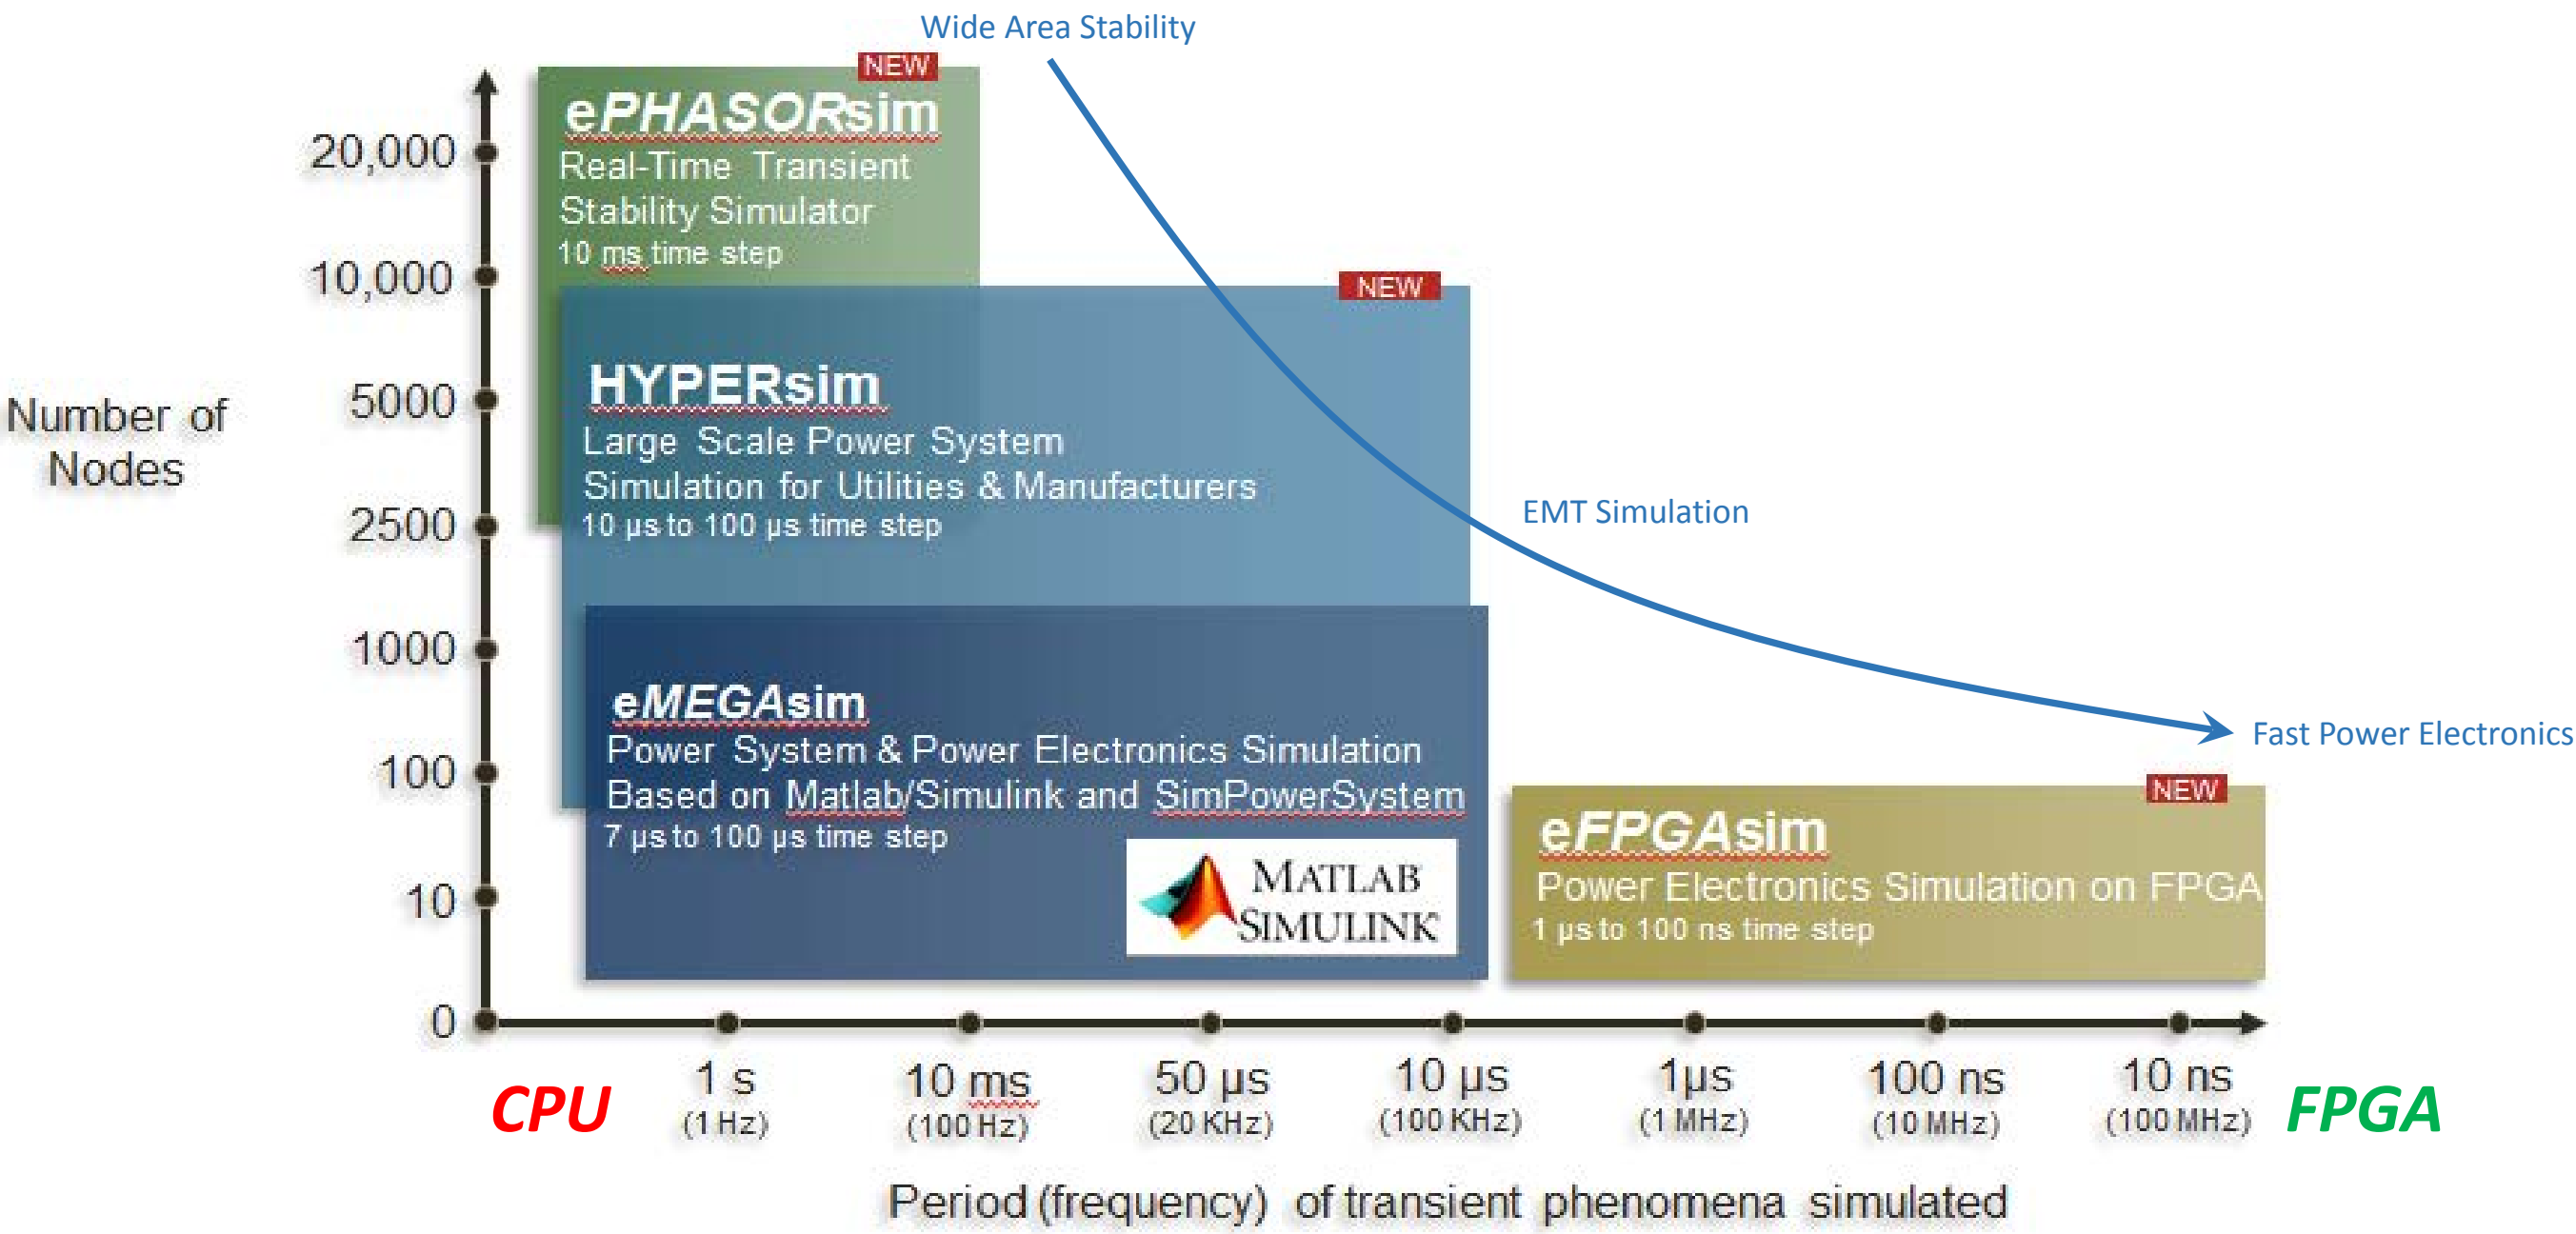 Wide Area Stability
NEW
ePHASORsim
Real-Time Transient
Stability Simulator
10 ms time step
NEW
HYPERsim
Large Scale Power System
Simulation for Utilities & Manufacturers
10 µs to 100 µs time step
EMT Simulation
eMEGAsim
Power System & Power Electronics Simulation
Based on Matlab/Simulink and SimPowerSystem
7 µs to 100 µs time step
MATLAB
SIMULINK
Fast Power Electronics
NEW
eFPGAsim
Power Electronics Simulation on FPGA
1 µs to 100 ns time step
Number of
Nodes
20,000
10,000
5000
2500
1000
100
10
0
CPU
1 s
(1 Hz)
10 ms
(100 Hz)
50 µs
(20 KHz)
10 µs
(100 KHz)
1µs
(1 MHz)
100 ns
(10 MHz)
10 ns
(100 MHz)
FPGA
Period (frequency) of transient phenomena simulated